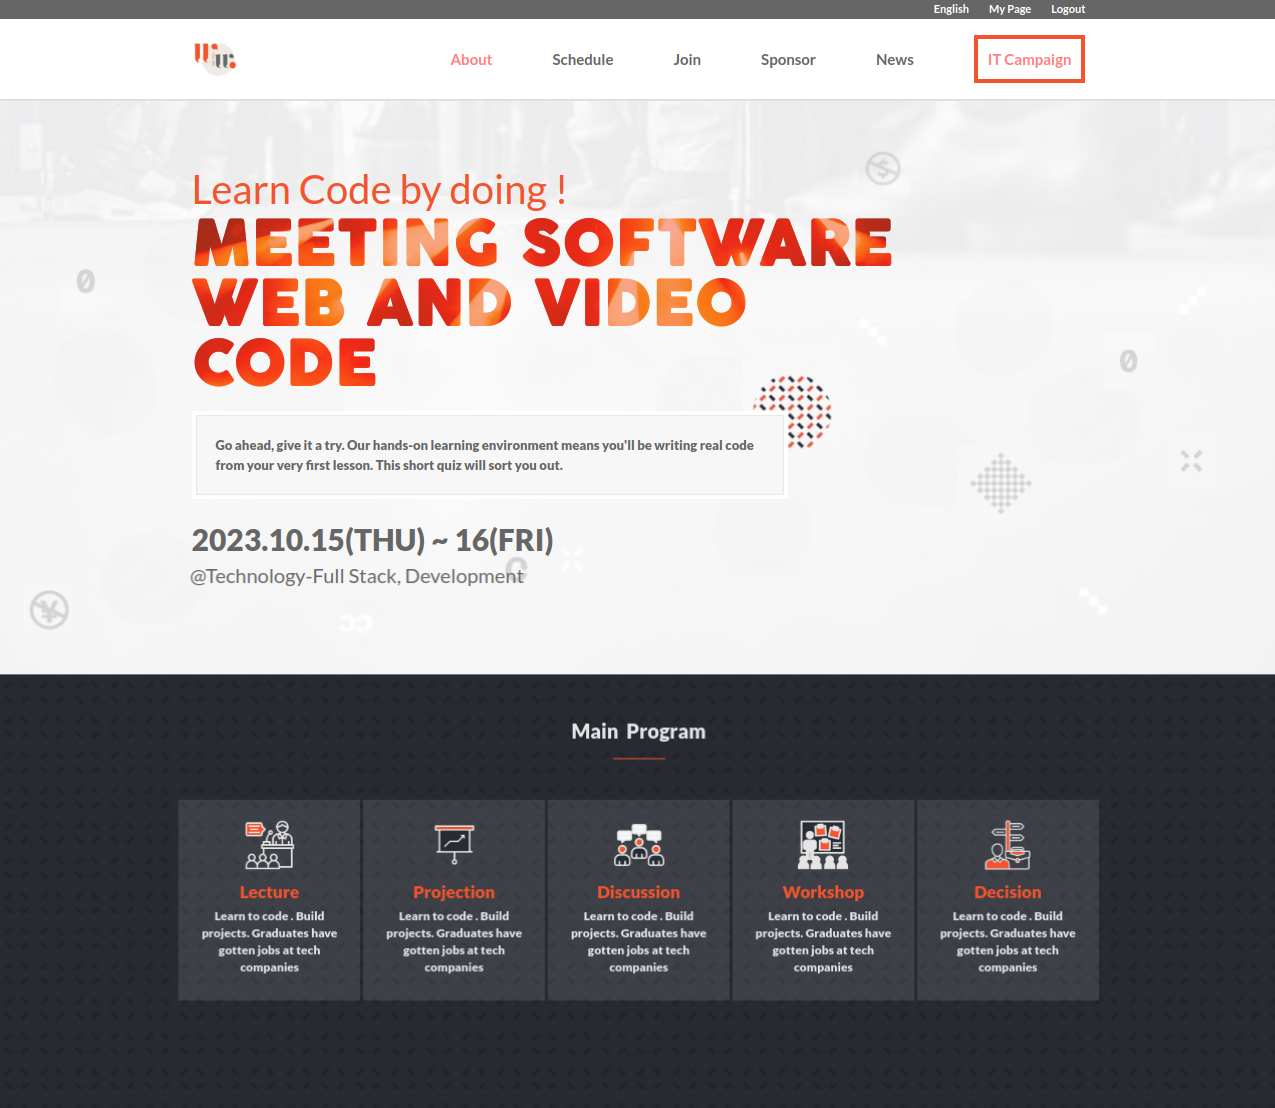 English My Page Logout
About Schedule Join Sponsor News IT Campaign
Learn Code by doing !
MEETING SOFTWARE
WEB AND VIDEO
CODE
Go ahead, give it a try. Our hands-on learning environment means you'll be writing real code
from your very first lesson. This short quiz will sort you out.
2023.10.15(THU) ~ 16(FRI)
@Technology-Full Stack, Development
Main Program
Lecture
Learn to code . Build
projects. Graduates have
gotten jobs at tech
companies
Projection
Learn to code . Build
projects. Graduates have
gotten jobs at tech
companies
Discussion
Learn to code . Build
projects. Graduates have
gotten jobs at tech
companies
Workshop
Learn to code . Build
projects. Graduates have
gotten jobs at tech
companies
Decision
Learn to code . Build
projects. Graduates have
gotten jobs at tech
companies